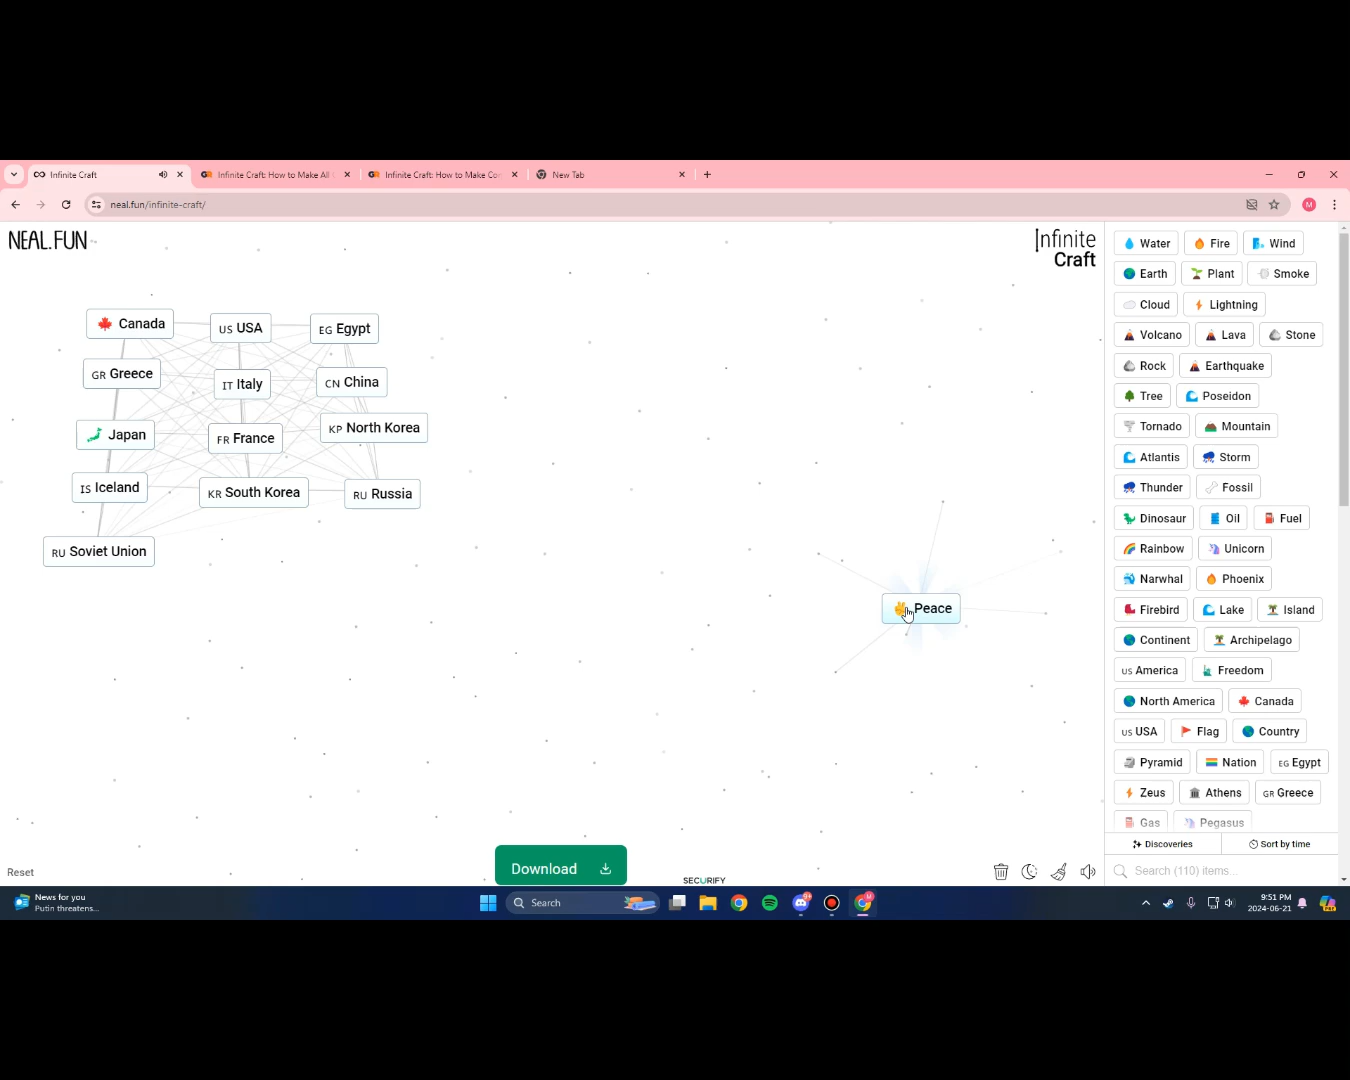 Infinite Craft
Infinite Craft: How to Make All
Infinite Craft: How to Make Co
New Tab
neal.fun/infinite-craft/
M
NEAL.FUN
Infinite
Craft
Canada
US USA
EG Egypt
GR Greece
IT Italy
CN China
Japan
FR France
KP North Korea
IS Iceland
KR South Korea
RU Russia
RU Soviet Union
Peace
Water
Fire
Wind
Earth
Plant
Smoke
Cloud
Lightning
Volcano
Lava
Stone
Rock
Earthquake
Tree
Poseidon
Tornado
Mountain
Atlantis
Storm
Thunder
Fossil
Dinosaur
Oil
Fuel
Rainbow
Unicorn
Narwhal
Phoenix
Firebird
Lake
Island
Continent
Archipelago
US America
Freedom
North America
Canada
US USA
Flag
Country
Pyramid
Nation
EG Egypt
Zeus
Athens
GR Greece
Gas
Pegasus
Discoveries
Sort by time
Search (110) items...
Reset
Download
SECURIFY
News for you
Putin threatens...
Search
9:51 PM
2024-06-21